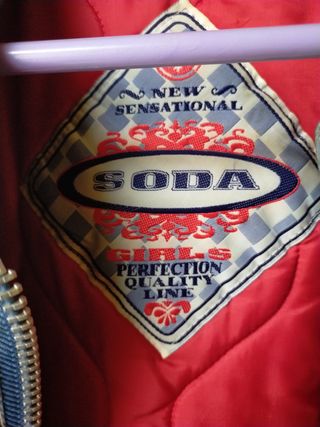 NEW
SENSATIONAL
SODA
GIRLS
PERFECTION
QUALITY
LINE